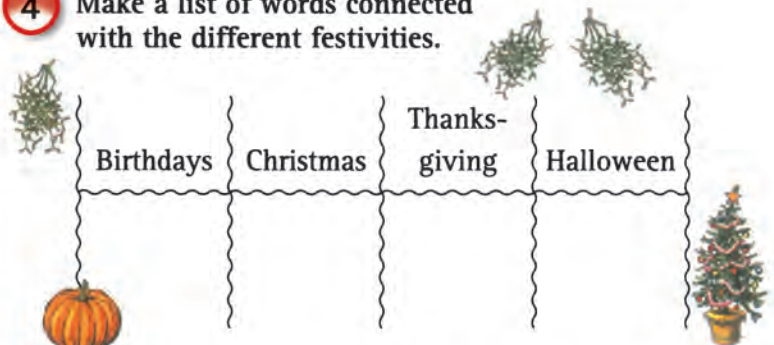 4 Make a list of words connected
with the different festivities.
Thanks-
Birthdays Christmas giving Halloween